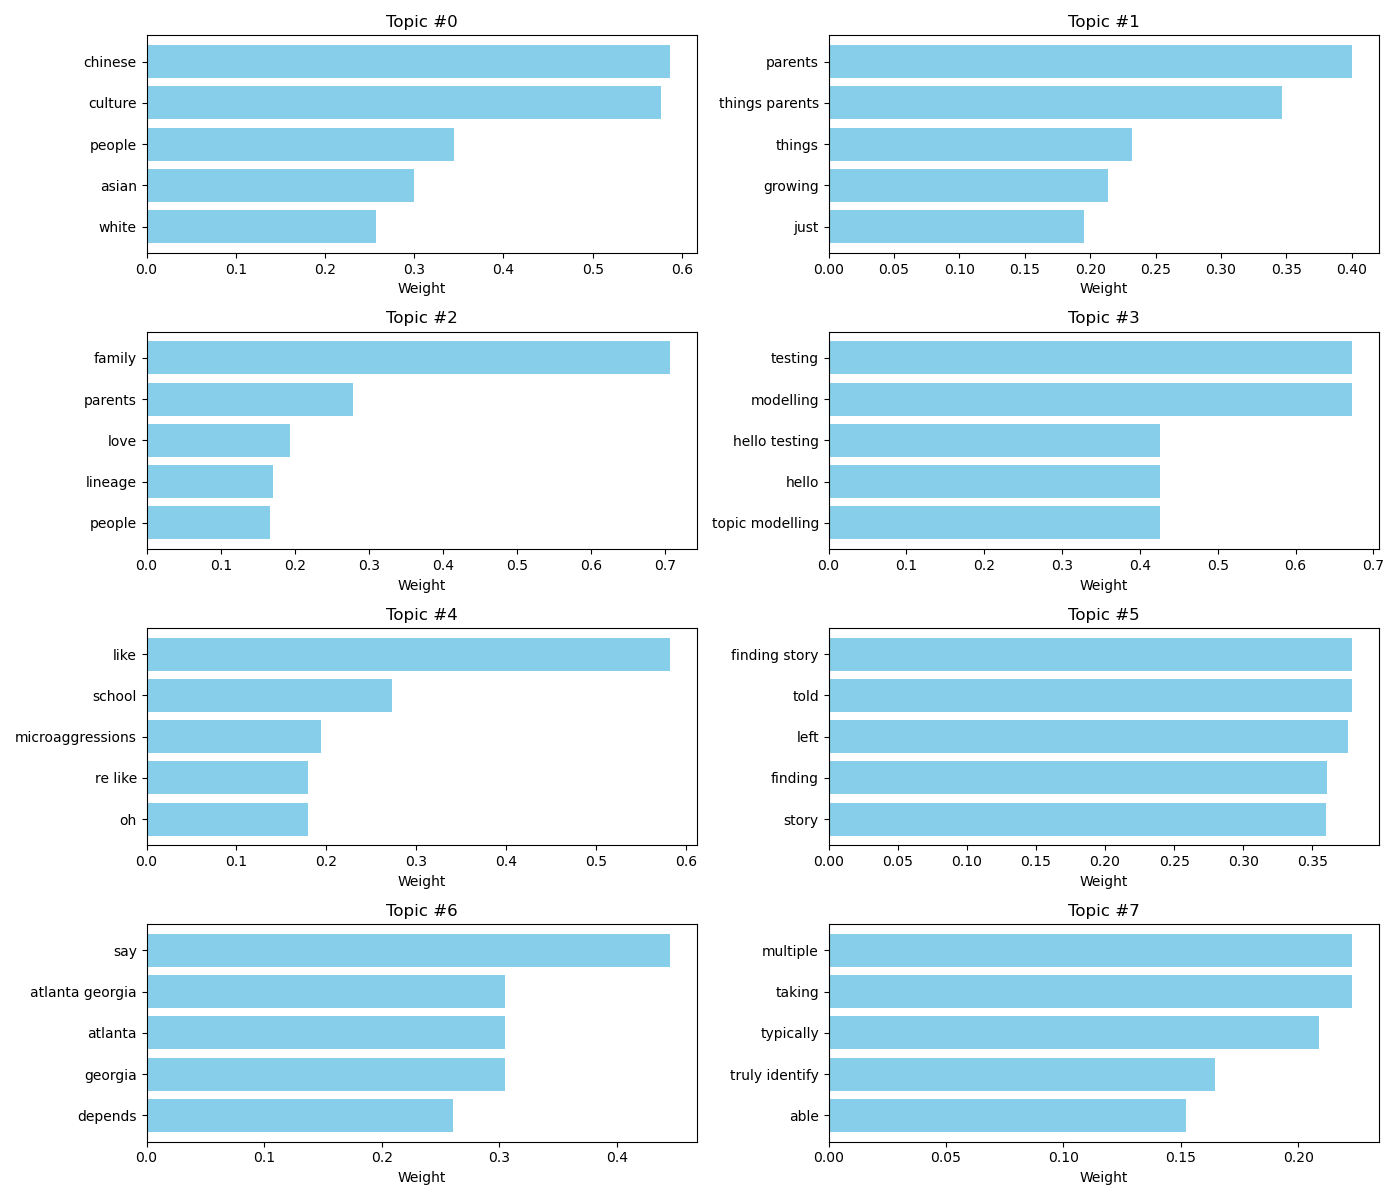 Topic #0
chinese
culture
people
asian
white
0.0 0.1 0.2 0.3 0.4 0.5 0.6
Weight
Topic #1
parents
things parents
things
growing
just
0.00 0.05 0.10 0.15 0.20 0.25 0.30 0.35 0.40
Weight
Topic #2
family
parents
love
lineage
people
0.0 0.1 0.2 0.3 0.4 0.5 0.6 0.7
Weight
Topic #3
testing
modelling
hello testing
hello
topic modelling
0.0 0.1 0.2 0.3 0.4 0.5 0.6 0.7
Weight
Topic #4
like
school
microaggressions
re like
oh
0.0 0.1 0.2 0.3 0.4 0.5 0.6
Weight
Topic #5
finding story
told
left
finding
story
0.00 0.05 0.10 0.15 0.20 0.25 0.30 0.35
Weight
Topic #6
say
atlanta georgia
atlanta
georgia
depends
0.0 0.1 0.2 0.3 0.4
Weight
Topic #7
multiple
taking
typically
truly identify
able
0.00 0.05 0.10 0.15 0.20
Weight